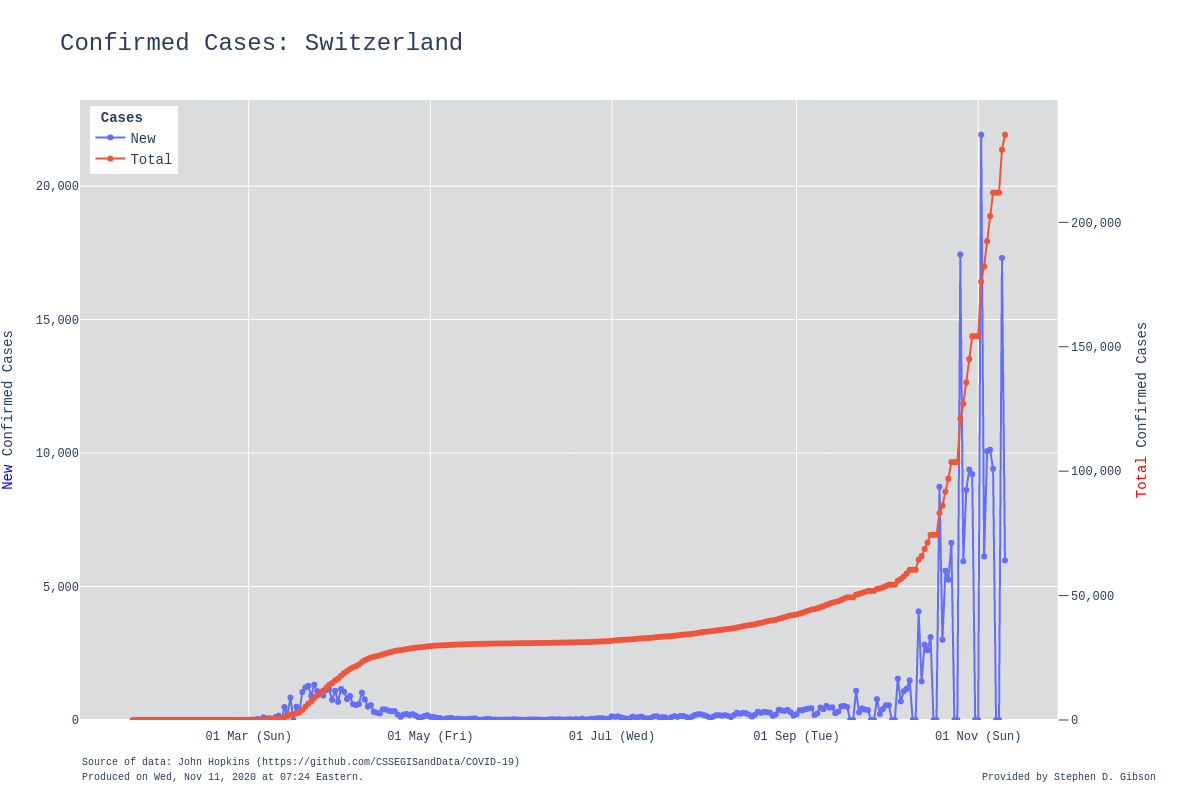 Confirmed Cases: Switzerland
Cases
New
Total
20,000
15,000
10,000
5,000
0
200,000
150,000
100,000
50,000
0
New Confirmed Cases
Total Confirmed Cases
01 Mar (Sun)
01 May (Fri)
01 Jul (Wed)
01 Sep (Tue)
01 Nov (Sun)
Source of data: John Hopkins (https://github.com/CSSEGISandData/COVID-19)
Produced on Wed, Nov 11, 2020 at 07:24 Eastern.
Provided by Stephen D. Gibson